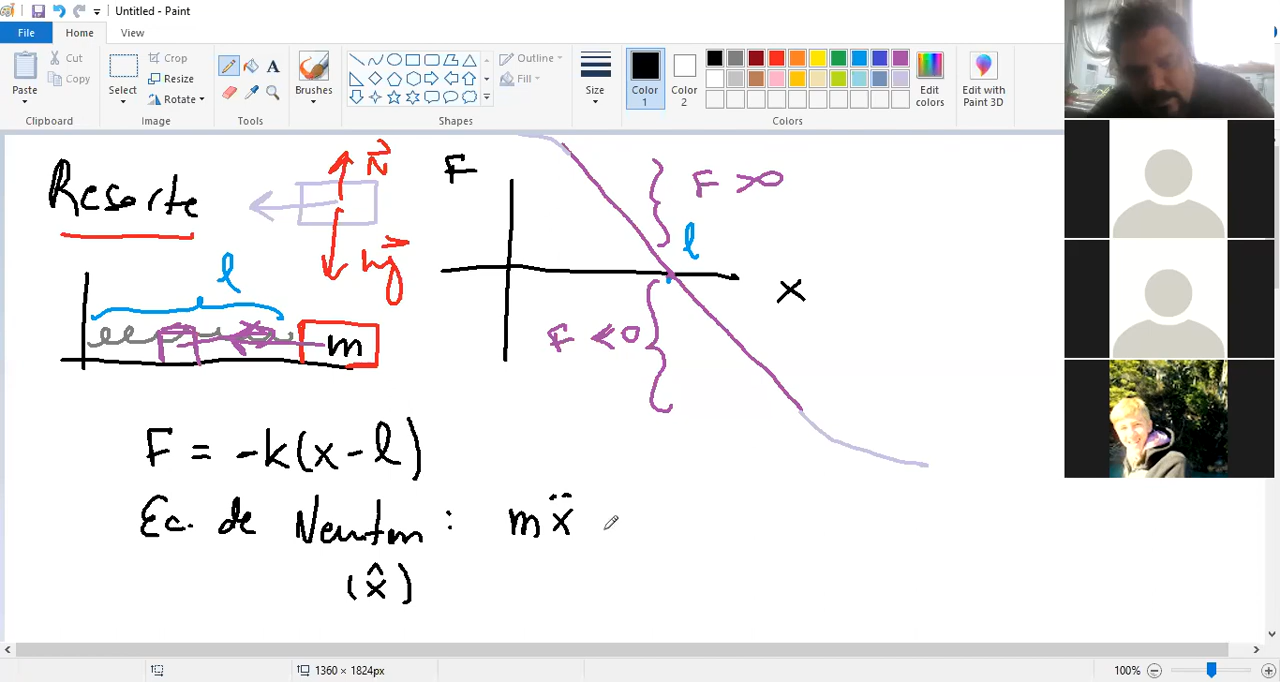 Untitled - Paint
File Home View
Paste
Cut
Copy
Clipboard
Select
Crop
Resize
Rotate
Image
Tools
Brushes
Outline
Fill
Shapes
Size
Color 1
Color 2
Edit colors
Colors
Edit with Paint 3D
Resorte
N
mg
l
m
F
F >0
l
x
F <0
F = -k(x-l)
Ec. de Newton : mẍ
(x̂)
1360 × 1824px
100%